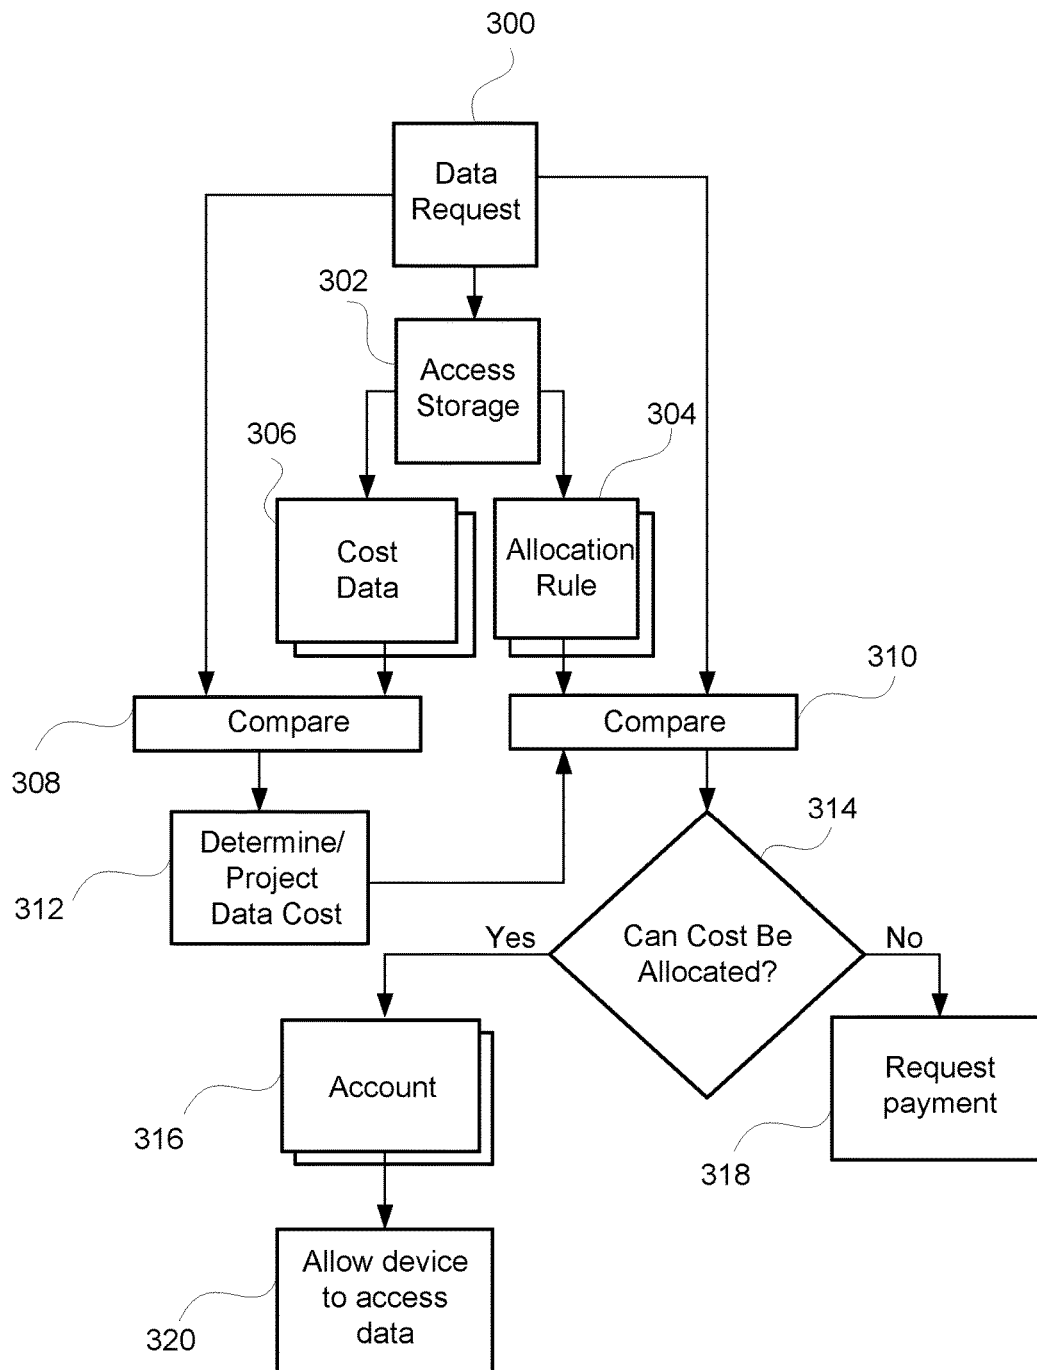 300
Data
Request
302
Access
Storage
304
306
Cost
Data
Allocation
Rule
310
Compare
Compare
308
314
Determine/
Project
Data Cost
312
Yes
Can Cost Be
Allocated?
No
Account
316
Request
payment
318
Allow device
to access
data
320